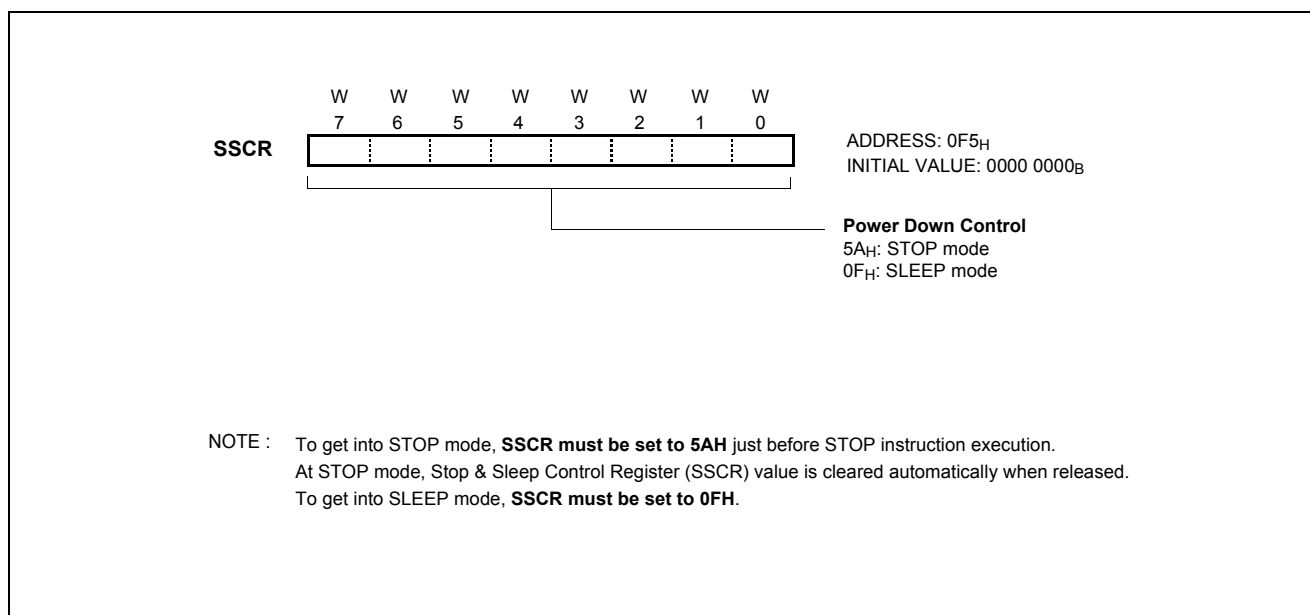 W W W W W W W W
7 6 5 4 3 2 1 0
SSCR
ADDRESS: 0F5H
INITIAL VALUE: 0000 0000B
Power Down Control
5AH: STOP mode
0FH: SLEEP mode
NOTE : To get into STOP mode, SSCR must be set to 5AH just before STOP instruction execution.
At STOP mode, Stop & Sleep Control Register (SSCR) value is cleared automatically when released.
To get into SLEEP mode, SSCR must be set to 0FH.